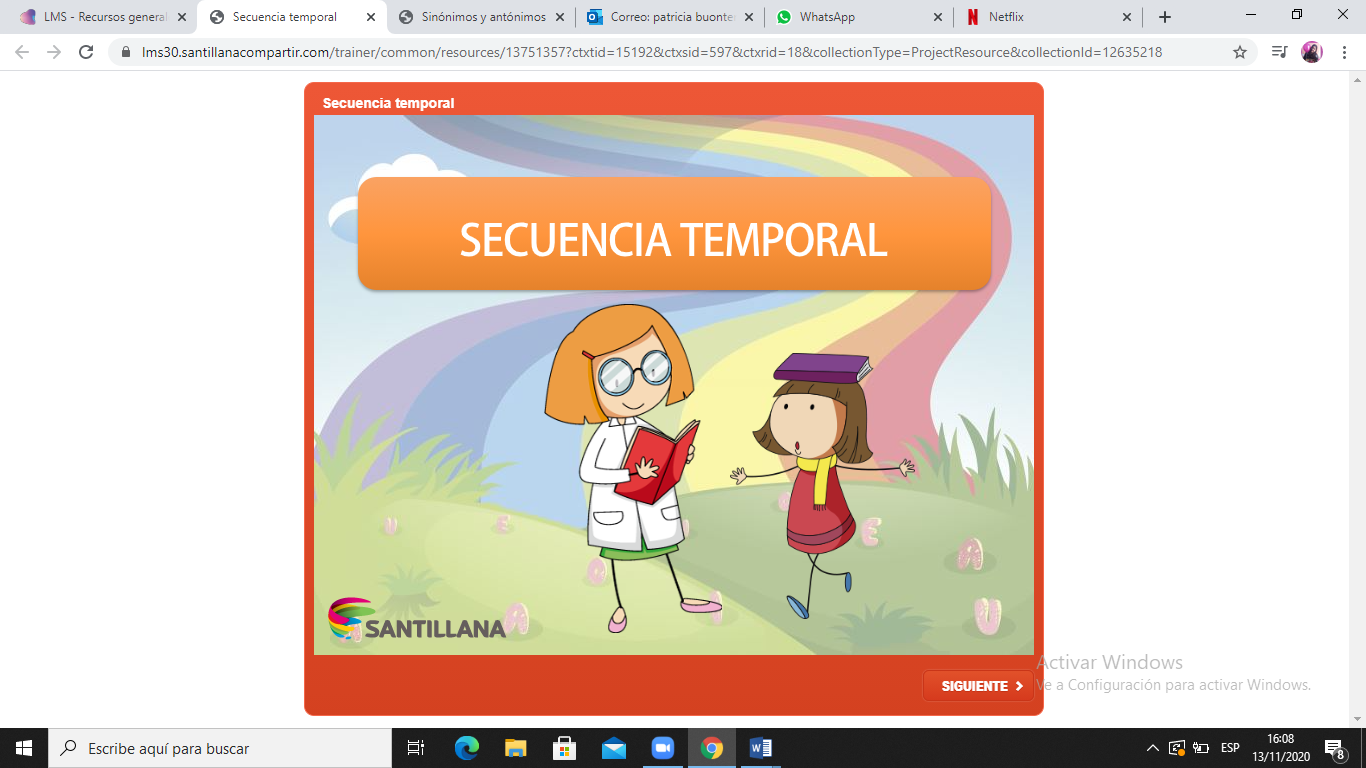 LMS - Recursos general
Secuencia temporal
Sinónimos y antónimos
Correo: patricia buontes
WhatsApp
Netflix
lms30.santillanacompartir.com/trainer/common/resources/13751357?ctxtid=15192&ctxsid=597&ctxrid=18&collectionType=ProjectResource&collectionId=12635218
Secuencia temporal
SECUENCIA TEMPORAL
U
E
E
A
A
U
SANTILLANA
SIGUIENTE
Activar Windows
Ve a Configuración para activar Windows.
Escribe aquí para buscar
ESP
16:08
13/11/2020
8